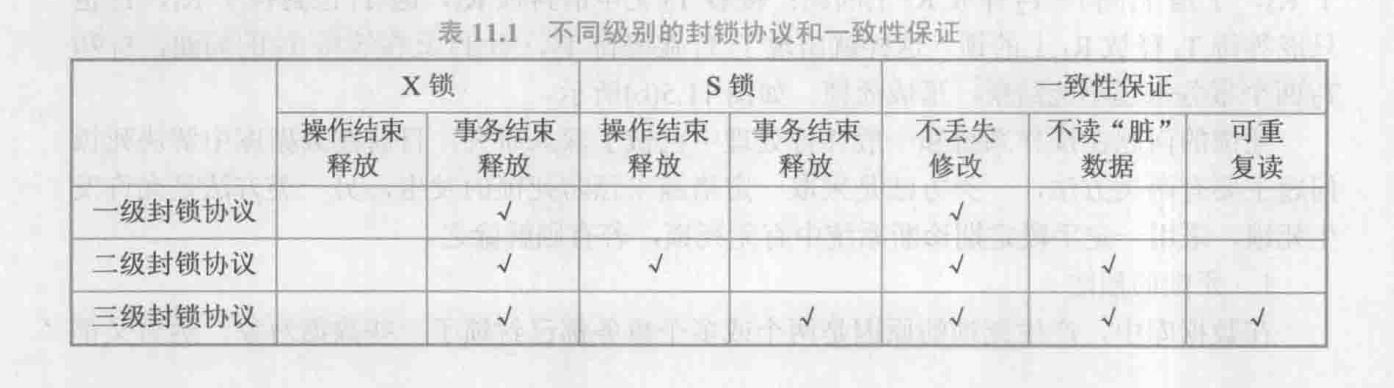 表 11.1 不同级别的封锁协议和一致性保证
X 锁 S 锁 一致性保证
操作结束释放 事务结束释放 操作结束释放 事务结束释放 不丢失修改 不读“脏”数据 可重复读
一级封锁协议 √ √
二级封锁协议 √ √ √ √
三级封锁协议 √ √ √ √ √